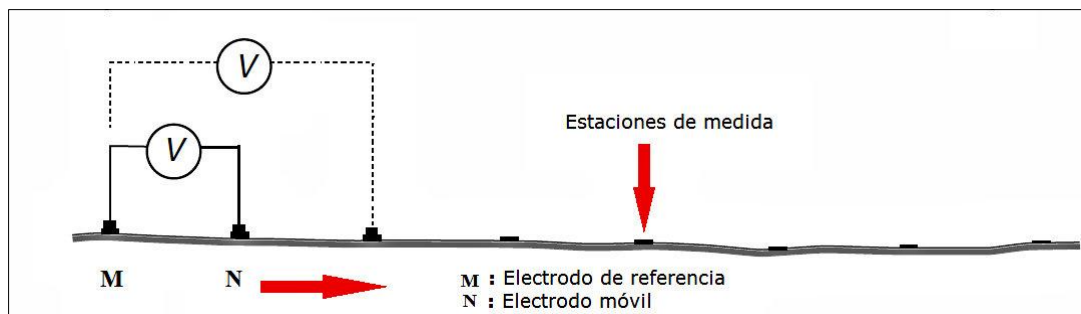 V
V
Estaciones de medida
M N
M : Electrodo de referencia
N : Electrodo móvil